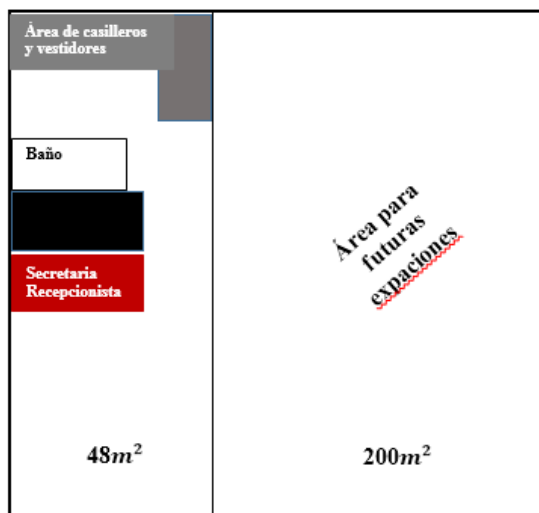 Área de casilleros
y vestidores
Baño
Secretaria
Recepcionista
Área para
futuras
expaciones
48m²
200m²